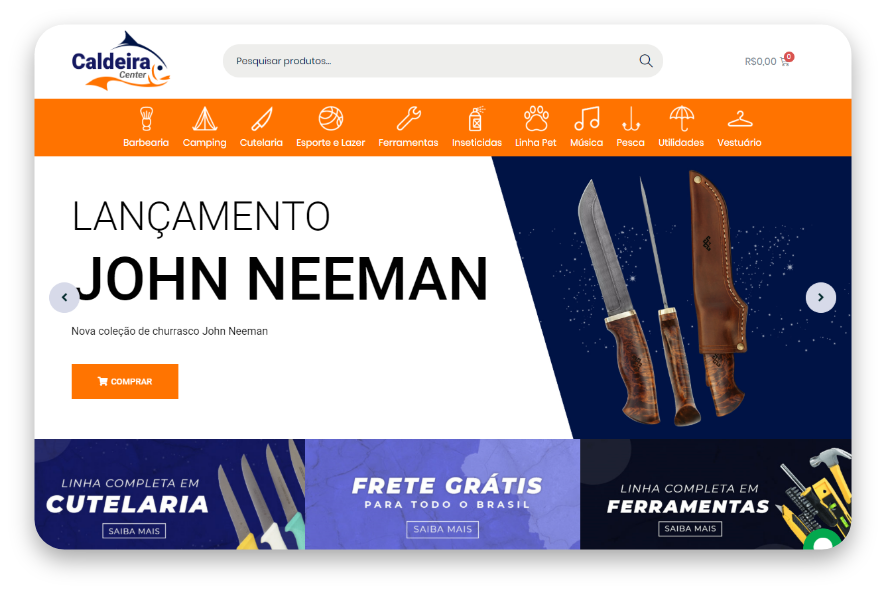 Caldeira
Center
Pesquisar produtos...
R$0,00
0
Barbearia
Camping
Cutelaria
Esporte e Lazer
Ferramentas
Inseticidas
Linha Pet
Música
Pesca
Utilidades
Vestuário
LANÇAMENTO
JOHN NEEMAN
Nova coleção de churrasco John Neeman
COMPRAR
LINHA COMPLETA EM
CUTELARIA
SAIBA MAIS
FRETE GRÁTIS
PARA TODO O BRASIL
SAIBA MAIS
LINHA COMPLETA EM
FERRAMENTAS
SAIBA MAIS